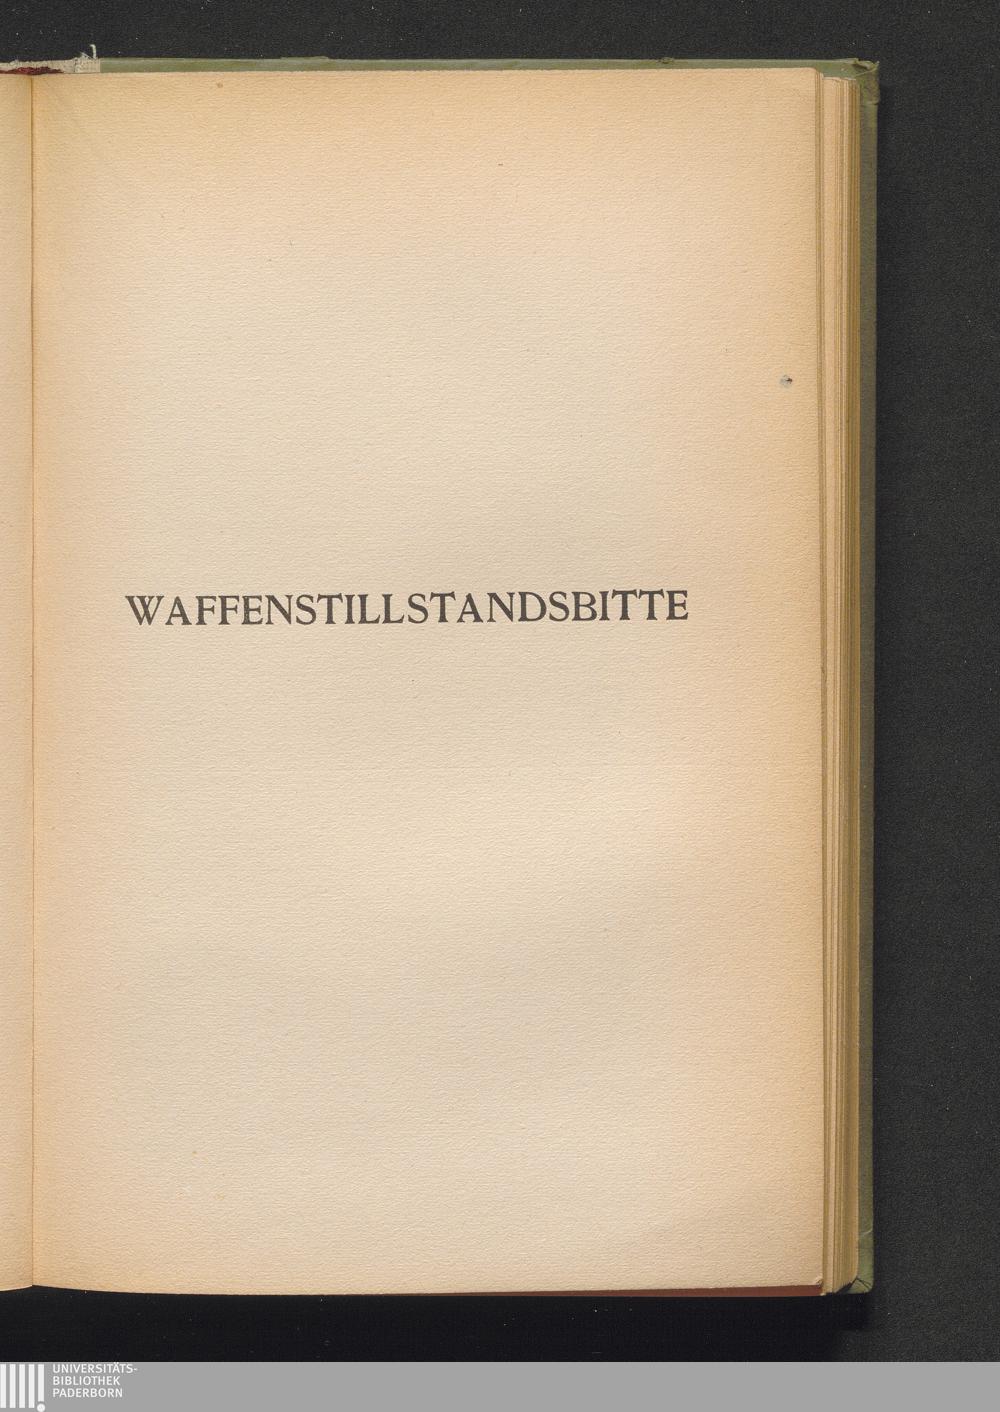 WAFFENSTILLSTANDSBITTE
UNIVERSITÄTS-
BIBLIOTHEK
PADERBORN